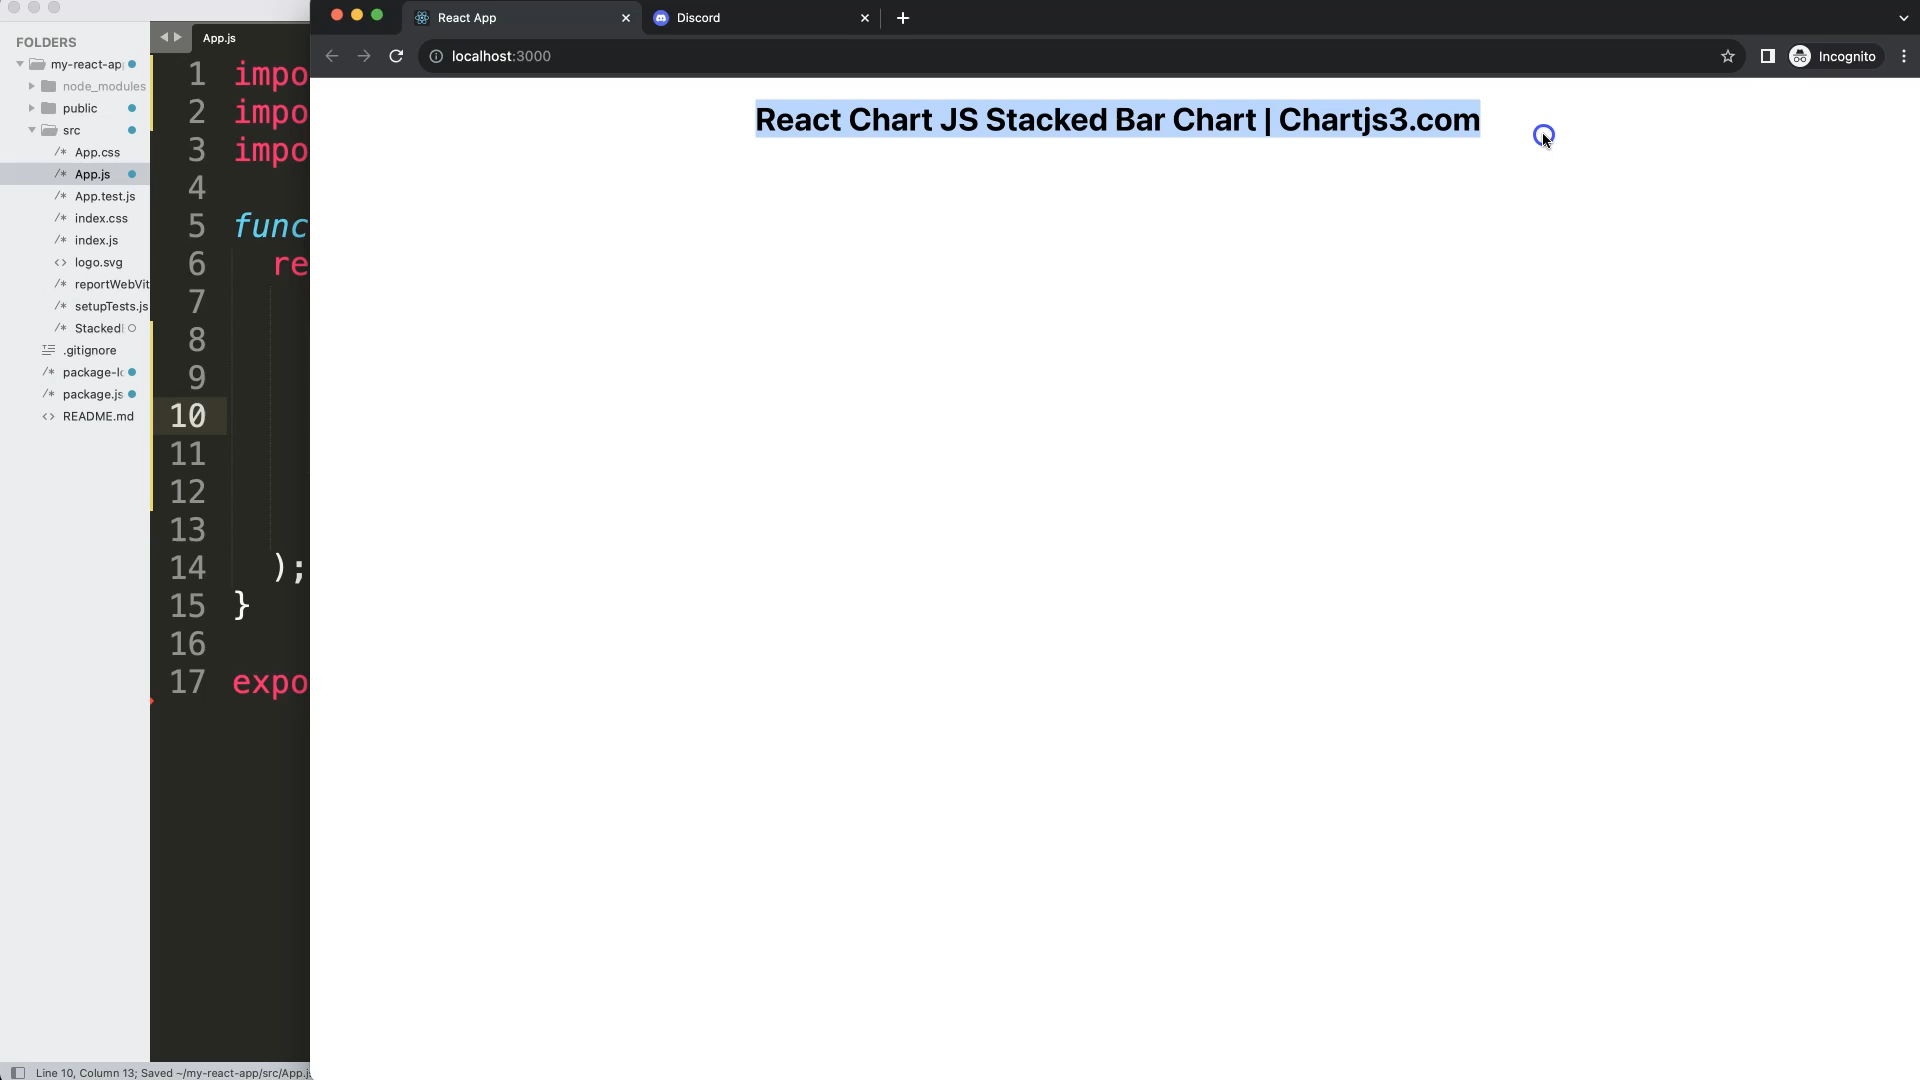 FOLDERS
my-react-ap
node_modules
public
src
/* App.css
/* App.js
/* App.test.js
/* index.css
/* index.js
<> logo.svg
/* reportWebVit
/* setupTests.js
/* Stacked
.gitignore
/* package-lo
/* package.js
<> README.md
App.js
1 impo
2 impo
3 impo
4
5 func
6 re
7
8
9
10
11
12
13
14 );
15 }
16
17 expo
Line 10, Column 13; Saved ~/my-react-app/src/App.js
React App
Discord
localhost:3000
Incognito
React Chart JS Stacked Bar Chart | Chartjs3.com